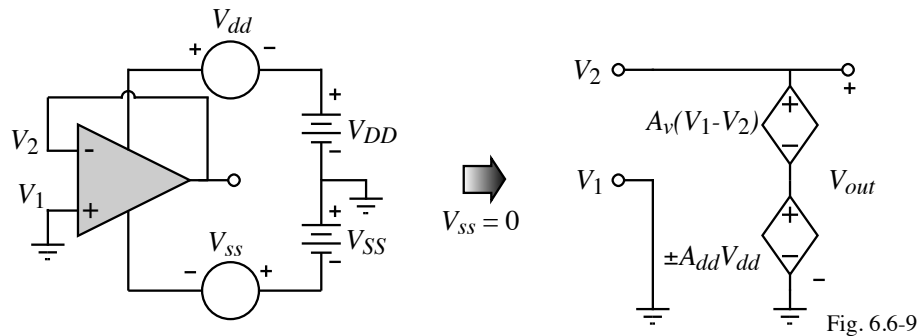 V_dd
+ -
V_2
-
V_1
+
+
V_DD
-
+
V_SS
-
V_ss
- +
V_ss = 0
V_2
+
A_v(V_1-V_2)
+
-
V_1
V_out
+
±A_dd V_dd
-
-
Fig. 6.6-9